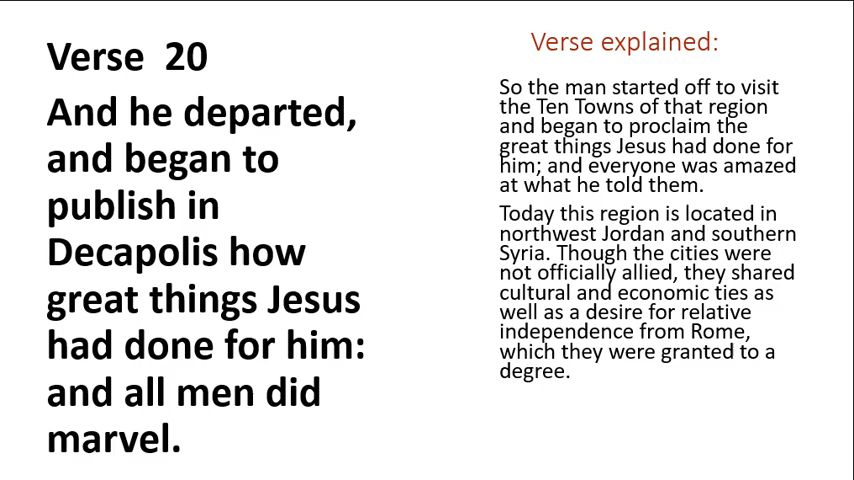 Verse 20
And he departed,
and began to
publish in
Decapolis how
great things Jesus
had done for him:
and all men did
marvel.
Verse explained:
So the man started off to visit
the Ten Towns of that region
and began to proclaim the
great things Jesus had done for
him; and everyone was amazed
at what he told them.
Today this region is located in
northwest Jordan and southern
Syria. Though the cities were
not officially allied, they shared
cultural and economic ties as
well as a desire for relative
independence from Rome,
which they were granted to a
degree.